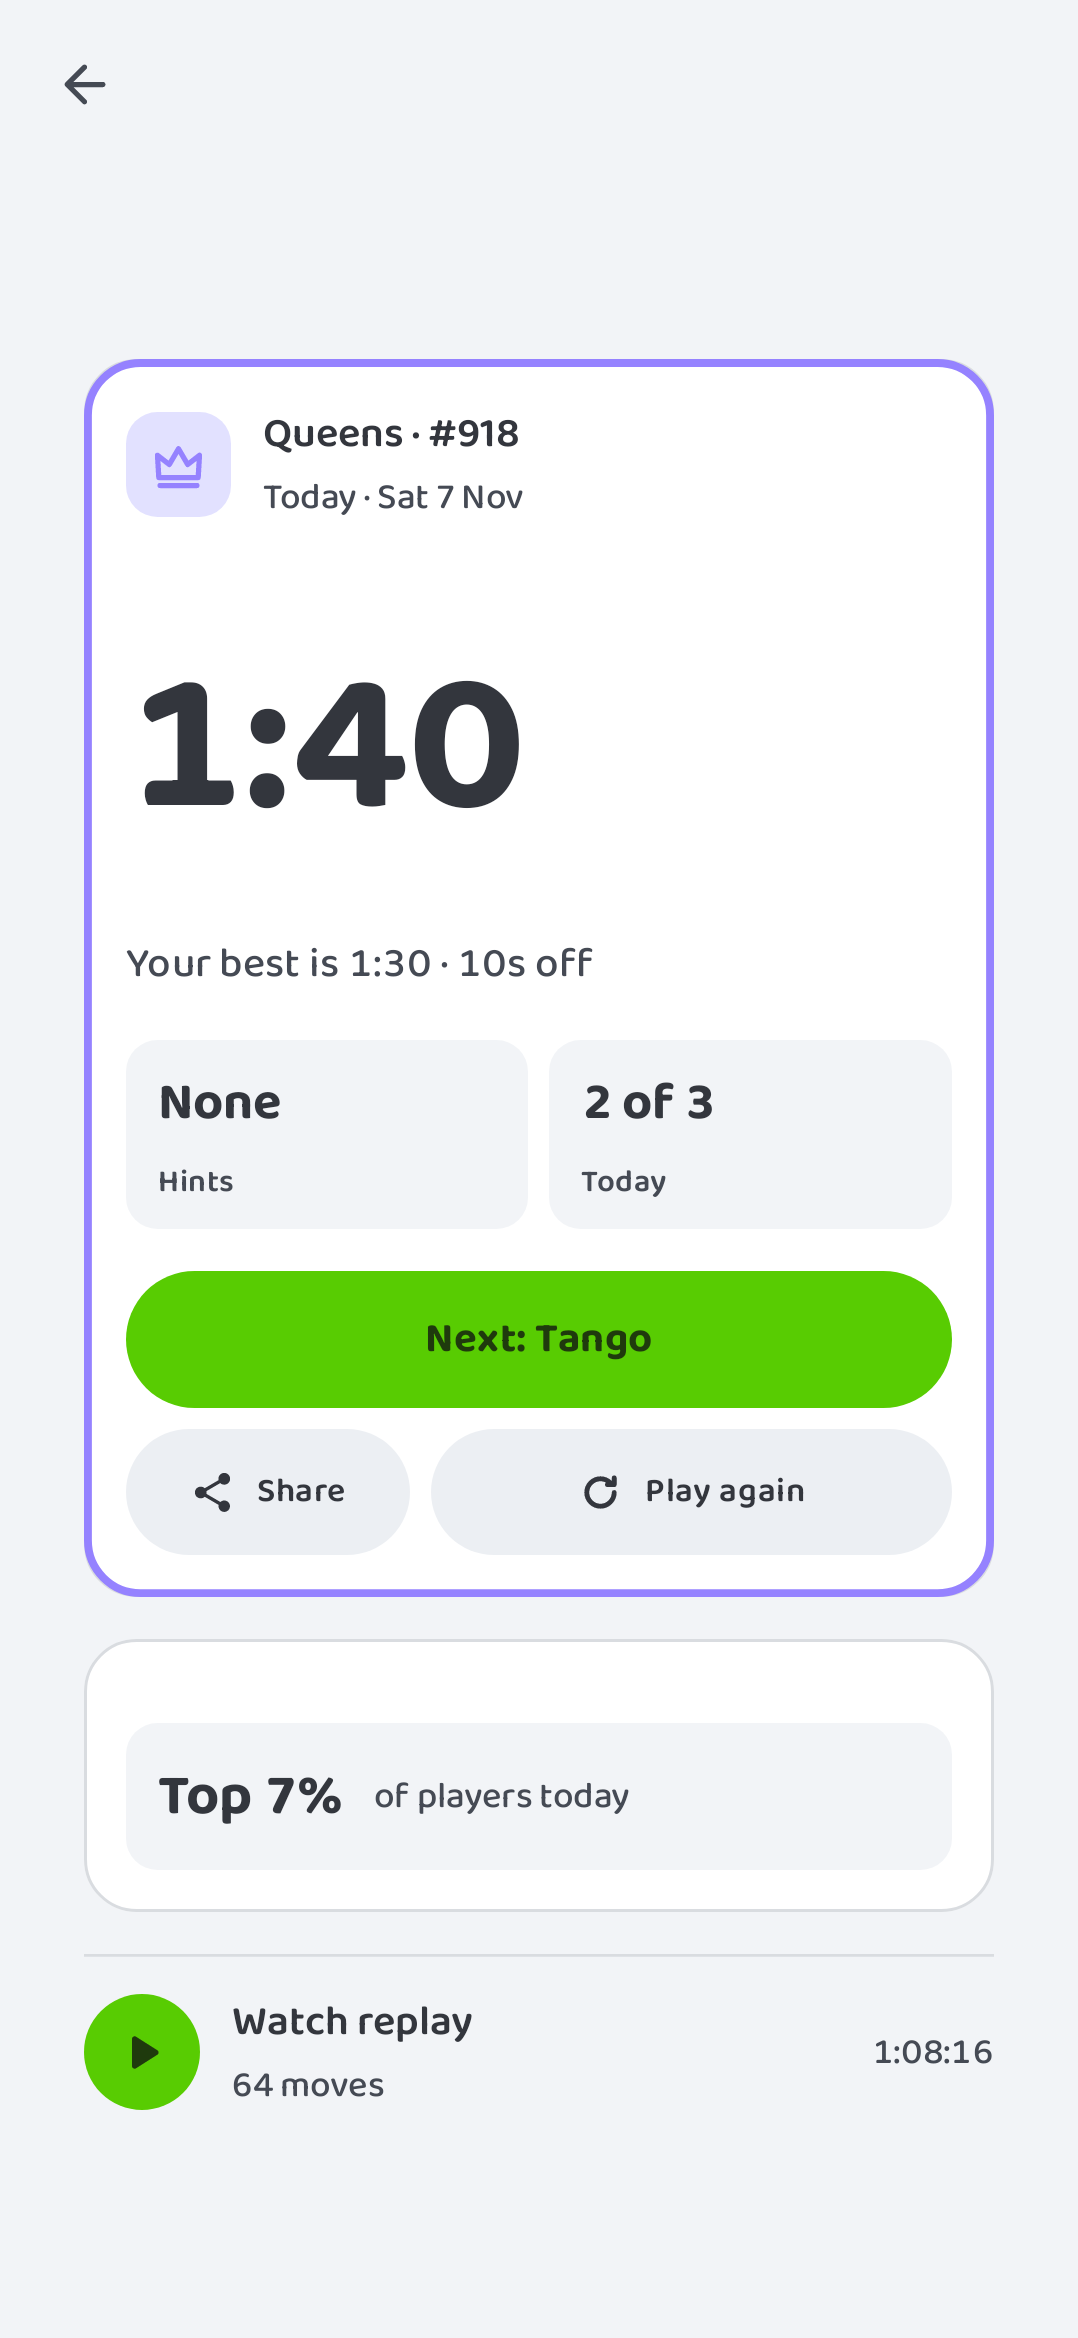 Queens · #918
Today · Sat 7 Nov
1:40
Your best is 1:30 · 10s off
None
Hints
2 of 3
Today
Next: Tango
Share
Play again
Top 7% of players today
Watch replay
64 moves
1:08:16